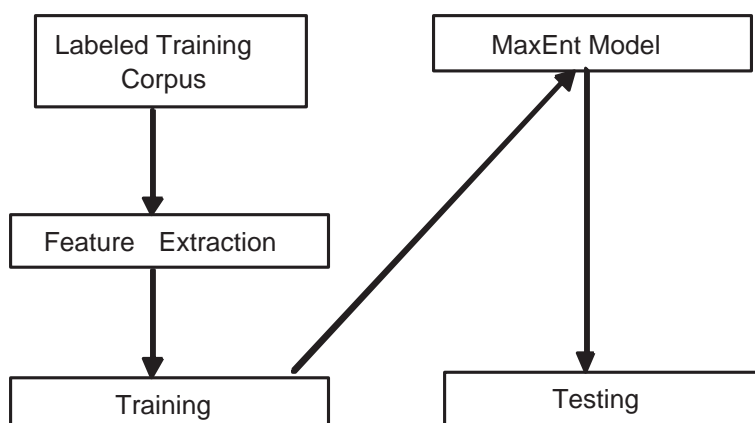 Labeled Training
Corpus
Feature Extraction
Training
MaxEnt Model
Testing